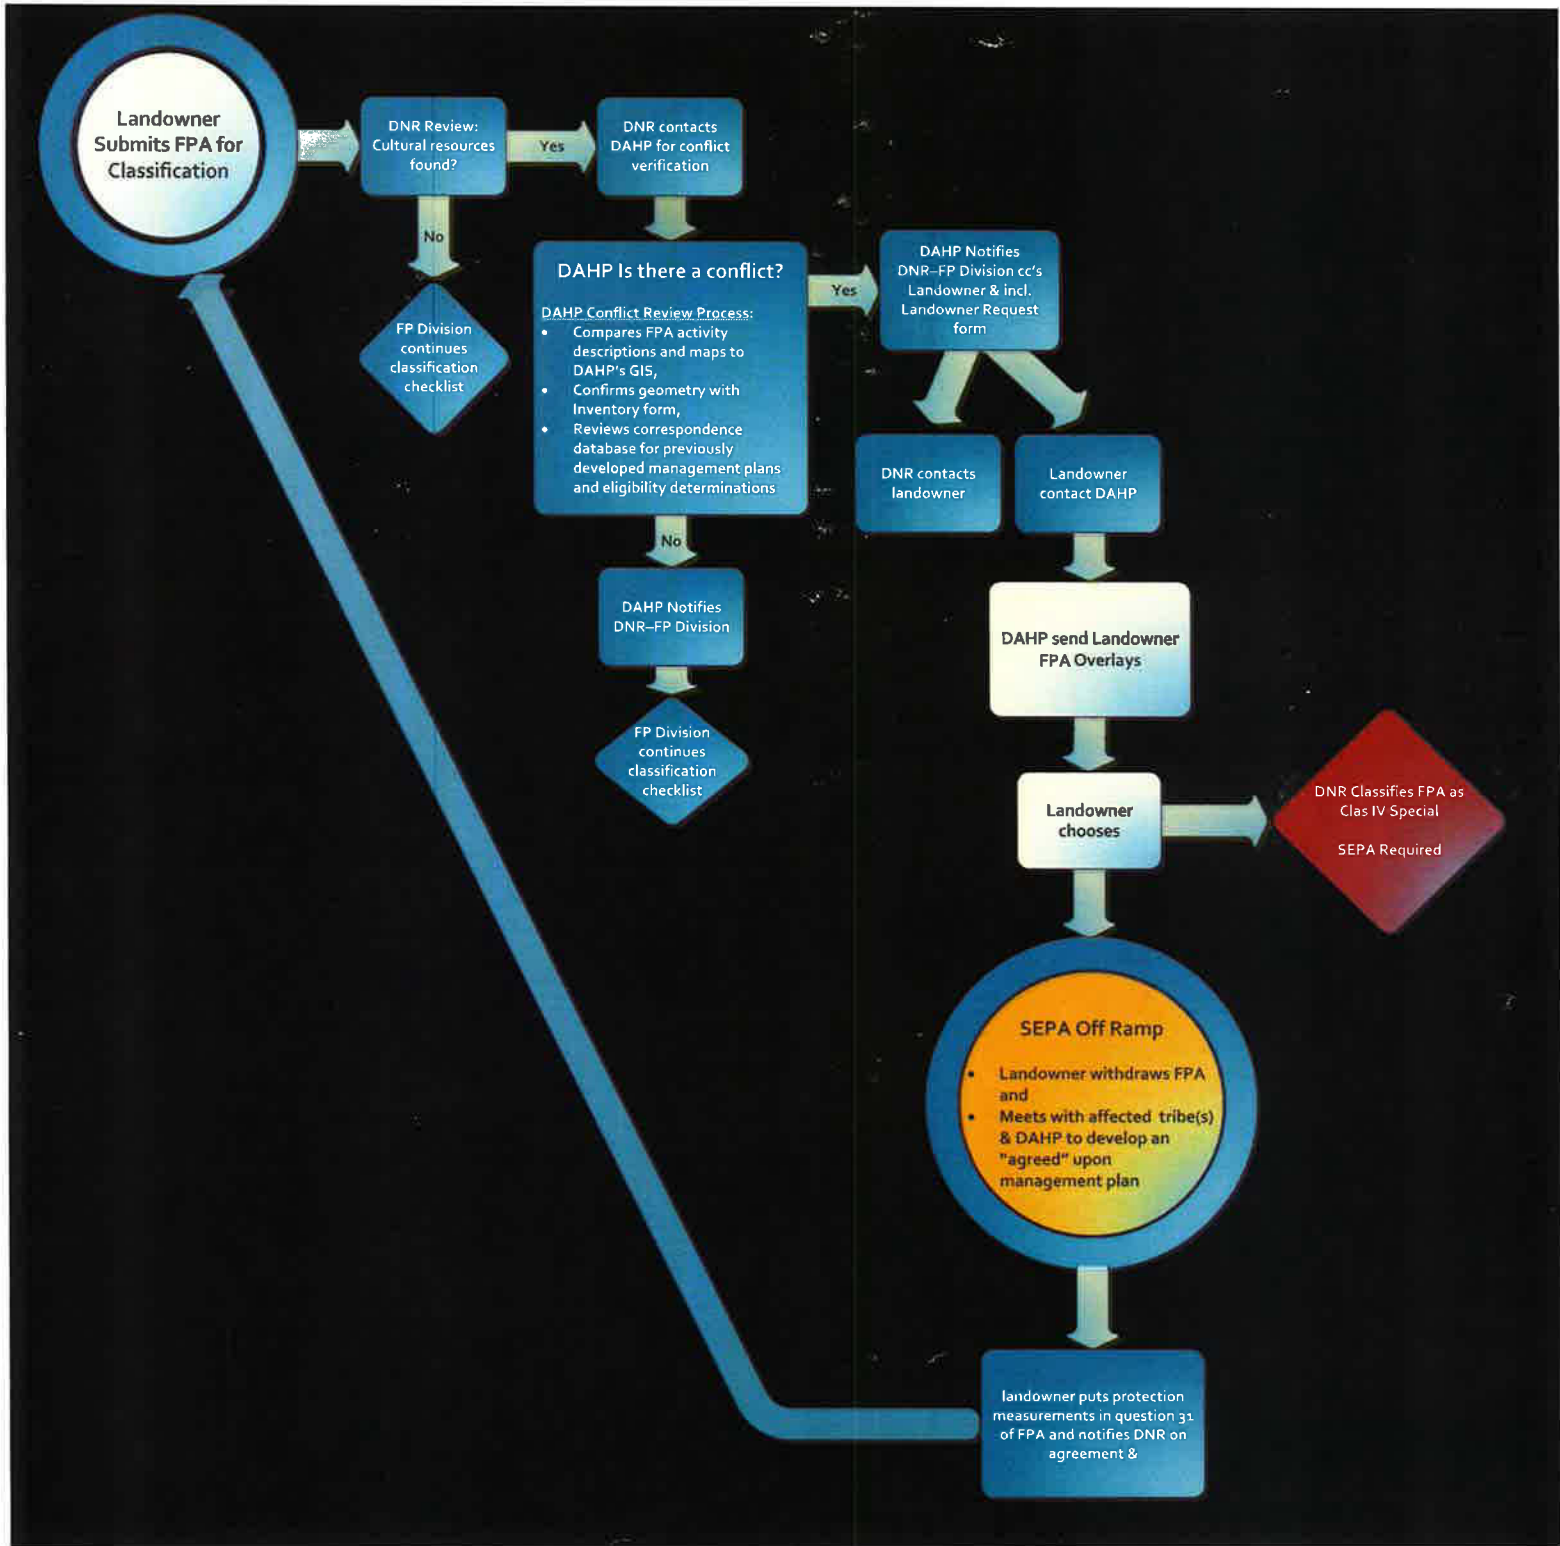 Landowner
Submits FPA for
Classification
DNR Review:
Cultural resources
found?
Yes
DNR contacts
DAHP for conflict
verification
No
FP Division
continues
classification
checklist
DAHP Is there a conflict?
DAHP Conflict Review Process:
• Compares FPA activity
descriptions and maps to
DAHP's GIS,
• Confirms geometry with
Inventory form,
• Reviews correspondence
database for previously
developed management plans
and eligibility determinations
Yes
DAHP Notifies
DNR–FP Division cc's
Landowner & incl.
Landowner Request
form
DNR contacts
landowner
Landowner
contact DAHP
No
DAHP Notifies
DNR–FP Division
FP Division
continues
classification
checklist
DAHP send Landowner
FPA Overlays
Landowner
chooses
DNR Classifies FPA as
Clas IV Special
SEPA Required
SEPA Off Ramp
• Landowner withdraws FPA
and
• Meets with affected tribe(s)
& DAHP to develop an
"agreed" upon
management plan
landowner puts protection
measurements in question 31
of FPA and notifies DNR on
agreement &